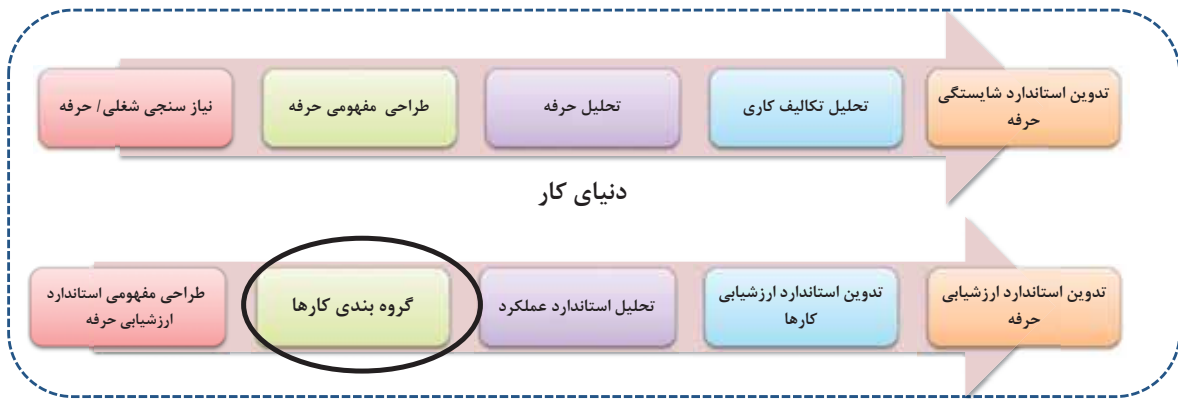 نیاز سنجی شغلی/ حرفه
طراحی مفهومی حرفه
تحلیل حرفه
تحلیل تکالیف کاری
تدوین استاندارد شایستگی
حرفه
دنیای کار
طراحی مفهومی استاندارد
ارزشیابی حرفه
گروه بندی کارها
تحلیل استاندارد عملکرد
تدوین استاندارد ارزشیابی
کارها
تدوین استاندارد ارزشیابی
حرفه